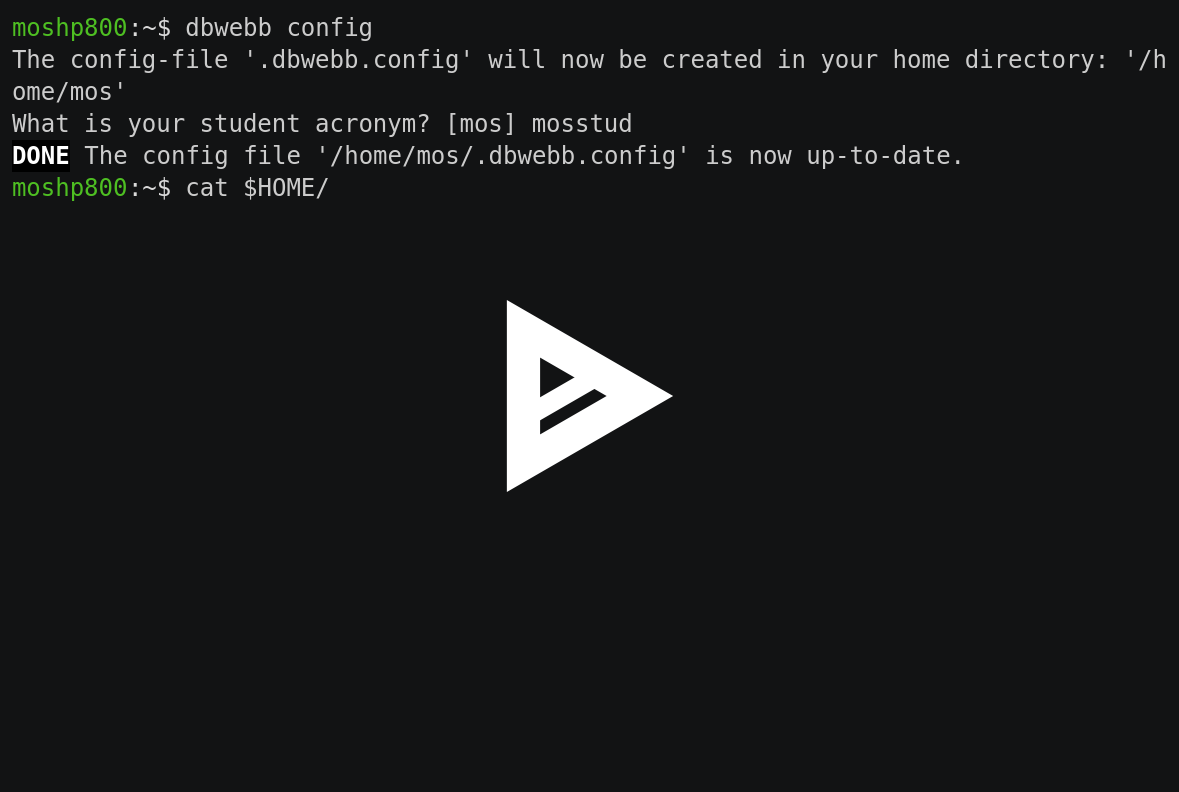 moshp800:~$ dbwebb config
The config-file '.dbwebb.config' will now be created in your home directory: '/h
ome/mos'
What is your student acronym? [mos] mosstud
DONE The config file '/home/mos/.dbwebb.config' is now up-to-date.
moshp800:~$ cat $HOME/